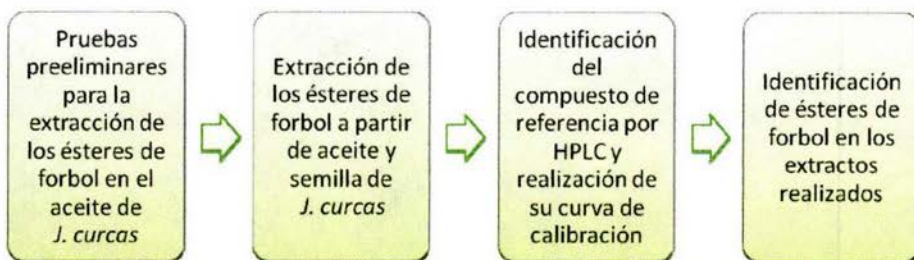 Pruebas
preeliminares
para la
extracción de
los ésteres de
forbol en el
aceite de
J. curcas
Extracción de
los ésteres de
forbol a partir
de aceite y
semilla de
J. curcas
Identificación
del
compuesto de
referencia por
HPLC y
realización de
su curva de
calibración
Identificación
de ésteres de
forbol en los
extractos
realizados